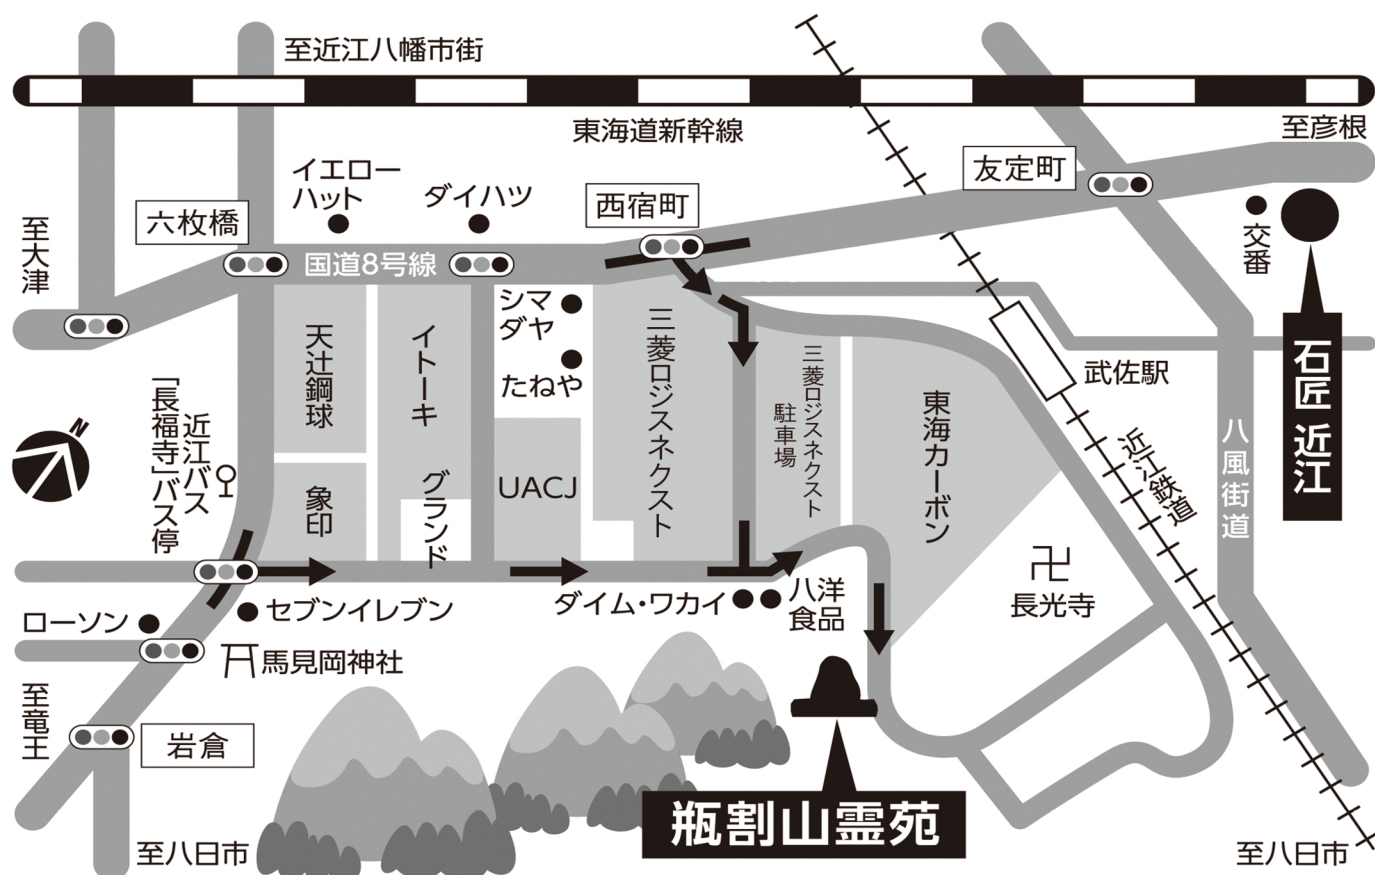 至近江八幡市街
東海道新幹線
至彦根
イエロー
ハット
ダイハツ
西宿町
友定町
六枚橋
至大津
国道8号線
交番
シマ
ダヤ
たねや
天辻鋼球
イトーキ
グランド
三菱ロジスネクスト
三菱ロジスネクスト
駐車場
東海カーボン
武佐駅
石匠 近江
近江バス
「長福寺」バス停
N
象印
UACJ
近江鉄道
八風街道
セブンイレブン
ダイム・ワカイ
八洋
食品
卍
長光寺
ローソン
馬見岡神社
至竜王
岩倉
瓶割山霊苑
至八日市
至八日市